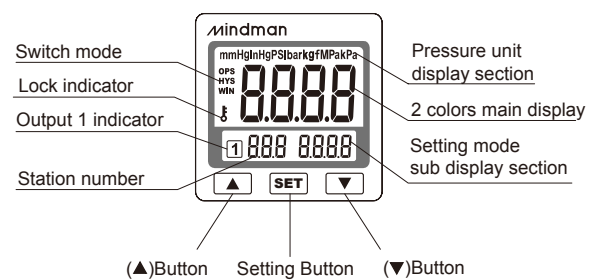 mindman
Switch mode
mmHgInHgPSIbarkgfMPakPa
Pressure unit
display section
OPS
HYS
WIN
Lock indicator
8.8.8.8
2 colors main display
Output 1 indicator
1 8.8.8 8.8.8.8
Setting mode
sub display section
Station number
▲ SET ▼
(▲)Button Setting Button (▼)Button